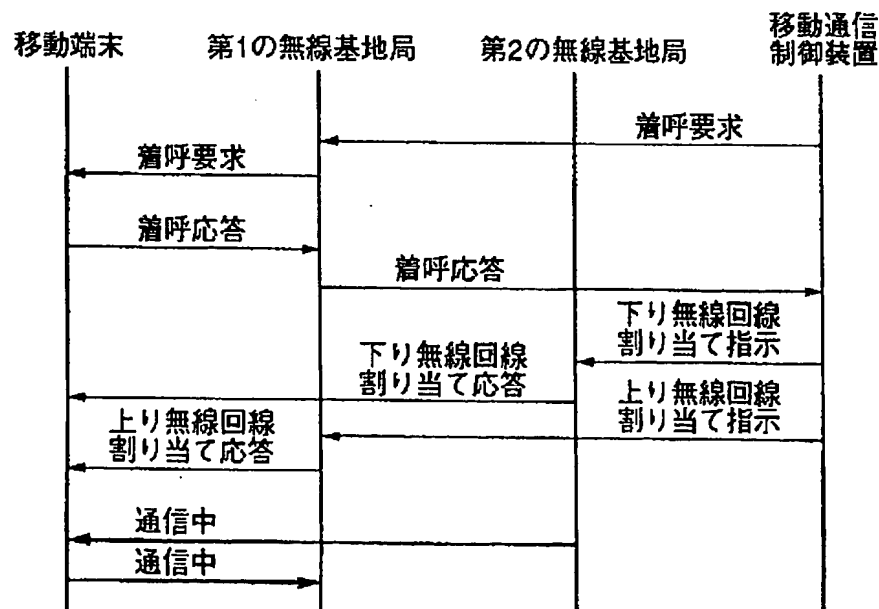 移動端末
第1の無線基地局
第2の無線基地局
移動通信
制御装置
着呼要求
着呼要求
着呼応答
着呼応答
下り無線回線
割り当て指示
下り無線回線
割り当て応答
上り無線回線
割り当て指示
上り無線回線
割り当て応答
通信中
通信中